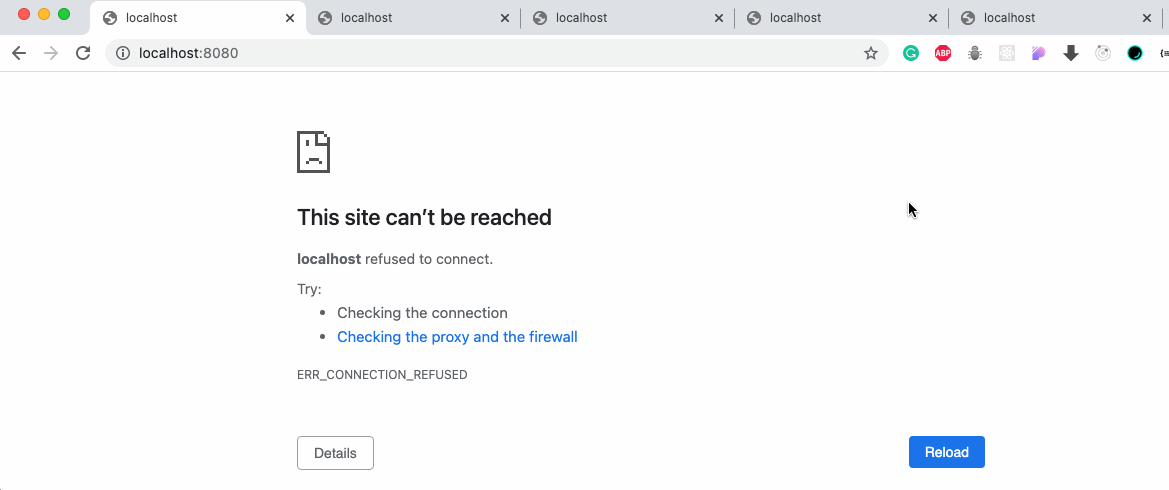 localhost
localhost
localhost
localhost
localhost
localhost:8080
ABP
This site can’t be reached
localhost refused to connect.
Try:
Checking the connection
Checking the proxy and the firewall
ERR_CONNECTION_REFUSED
Details
Reload